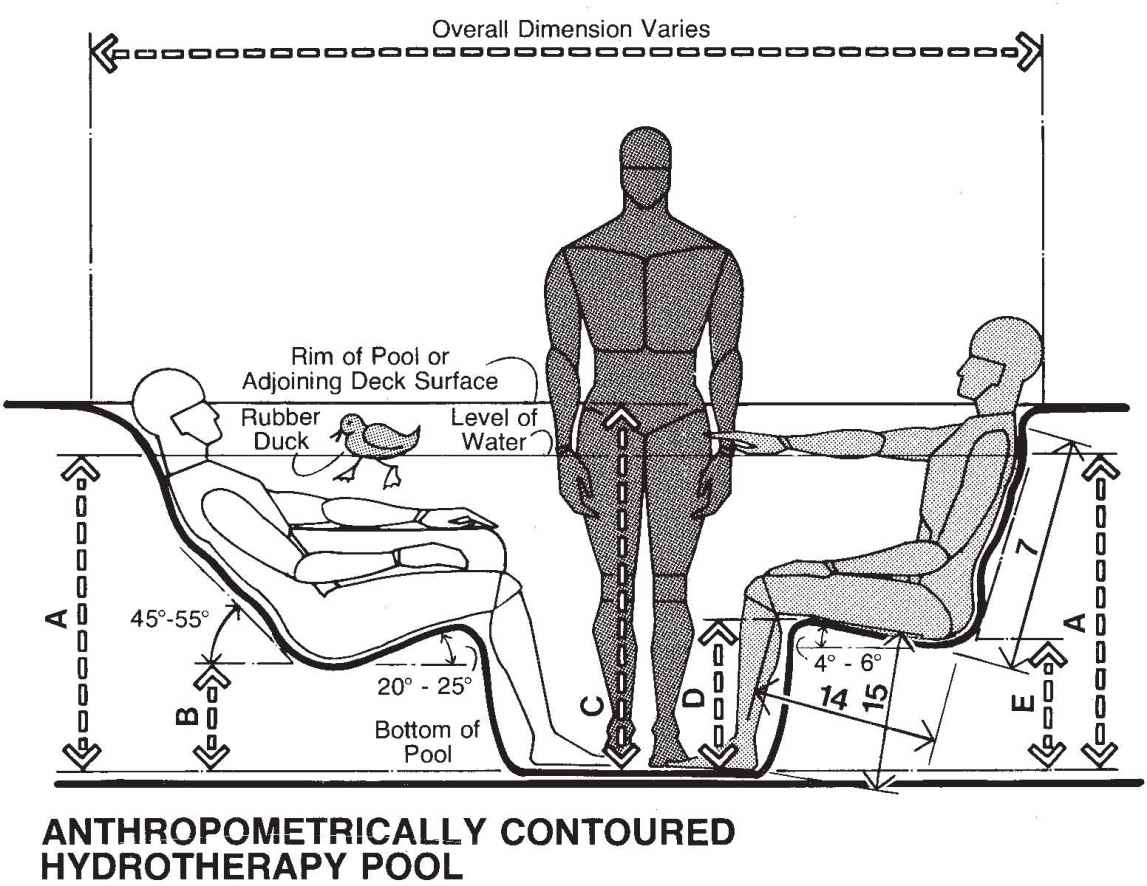 Overall Dimension Varies
Rim of Pool or
Adjoining Deck Surface
Rubber
Duck
Level of
Water
A
45°-55°
B
20° - 25°
Bottom of
Pool
C
D
4° - 6°
14
15
7
E
A
ANTHROPOMETRICALLY CONTOURED
HYDROTHERAPY POOL